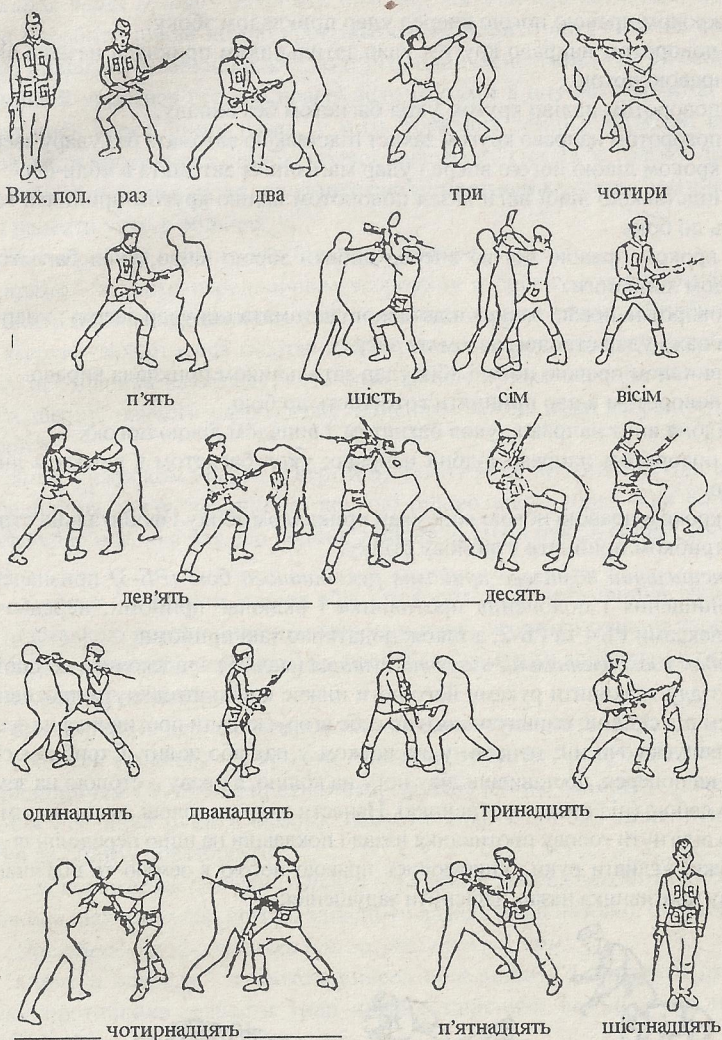 Вих. пол. раз два три чотири
п'ять шість сім вісім
дев'ять десять
одинадцять дванадцять тринадцять
чотирнадцять п'ятнадцять шістнадцять